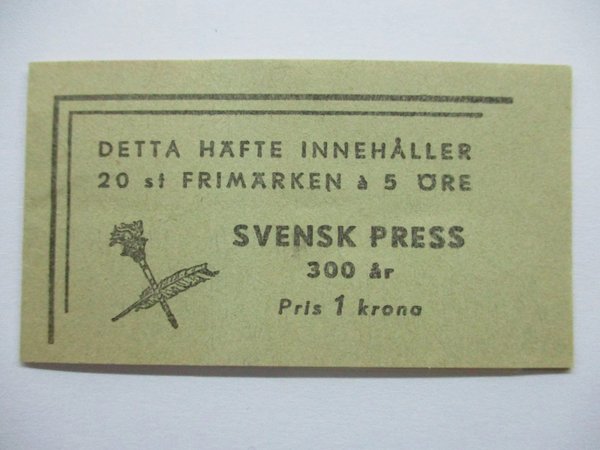 DETTA HÄFTE INNEHÅLLER
20 st FRIMÄRKEN à 5 ÖRE
SVENSK PRESS
300 år
Pris 1 krona